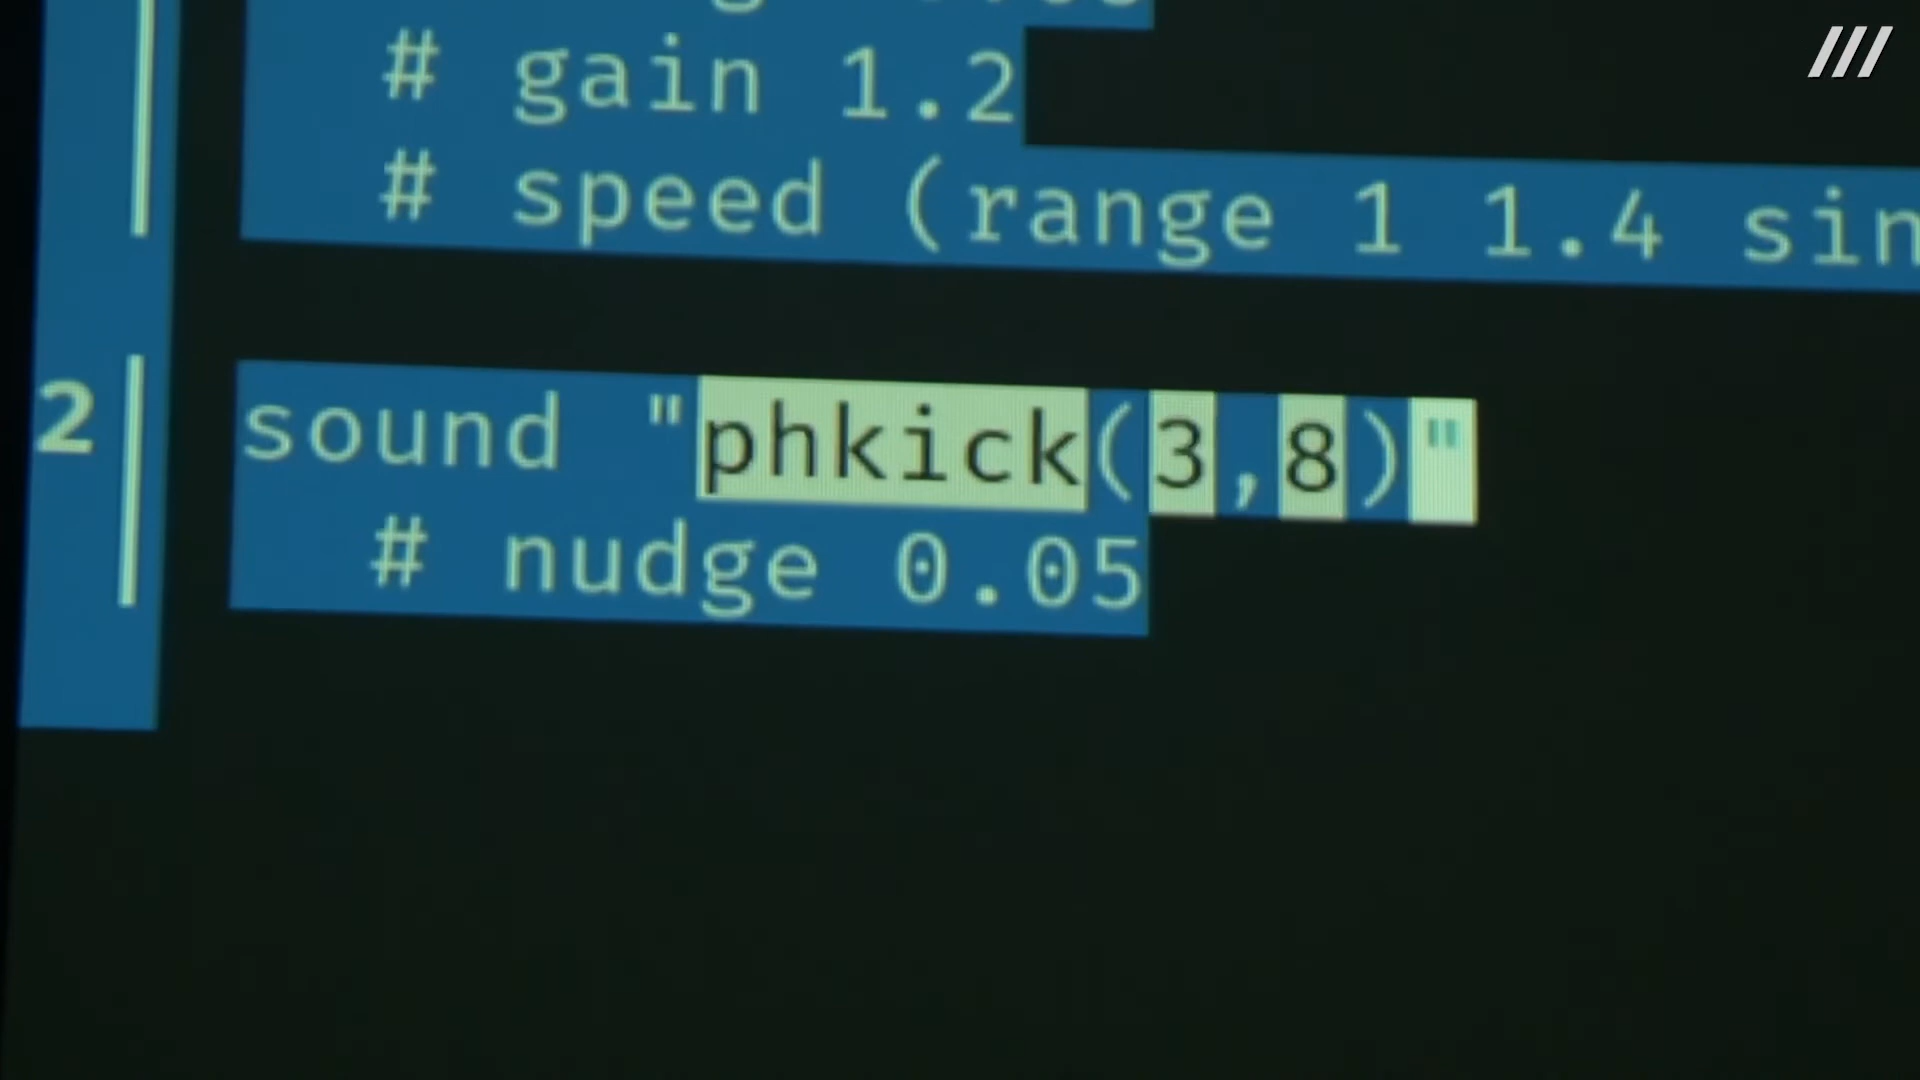 # gain 1.2
# speed (range 1 1.4 sin
2 sound "phkick(3,8)"
# nudge 0.05